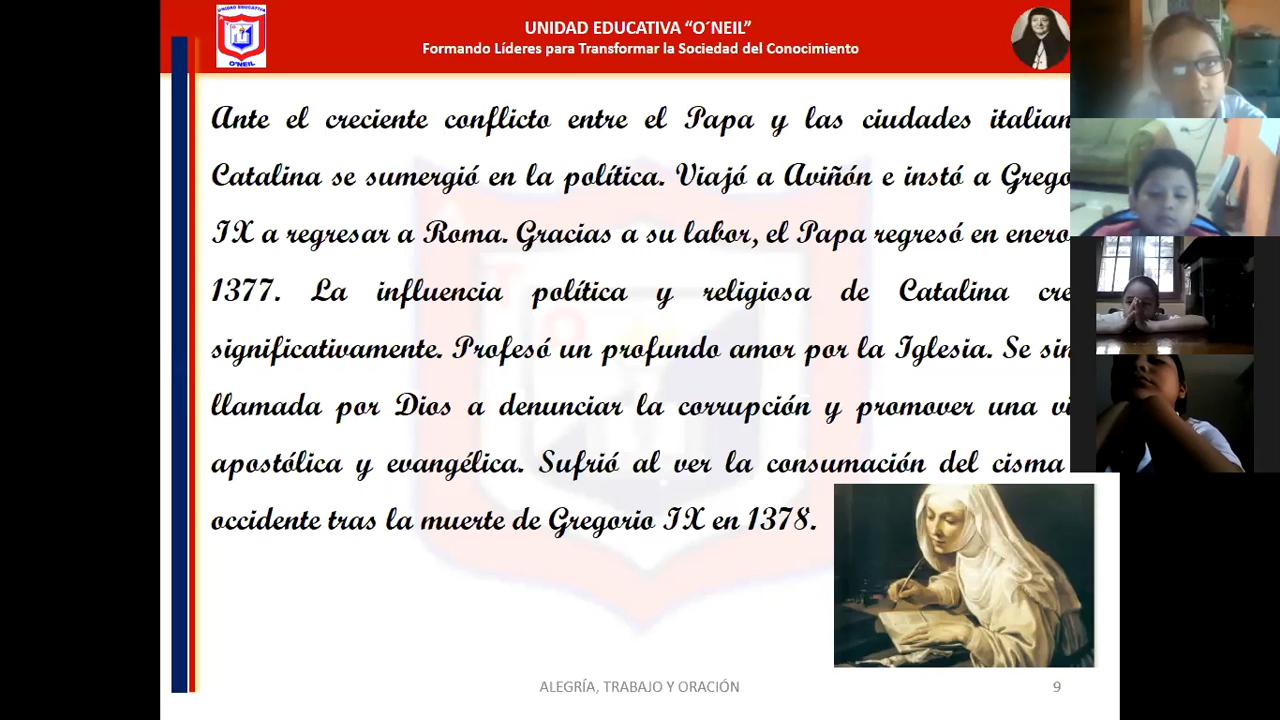 UNIDAD EDUCATIVA
O´NEIL
UNIDAD EDUCATIVA “O´NEIL”
Formando Líderes para Transformar la Sociedad del Conocimiento
Ante el creciente conflicto entre el Papa y las ciudades italian
Catalina se sumergió en la política. Viajó a Aviñón e instó a Grego
IX a regresar a Roma. Gracias a su labor, el Papa regresó en enero
1377. La influencia política y religiosa de Catalina cre
significativamente. Profesó un profundo amor por la Iglesia. Se sin
llamada por Dios a denunciar la corrupción y promover una vi
apostólica y evangélica. Sufrió al ver la consumación del cisma
occidente tras la muerte de Gregorio IX en 1378.
ALEGRÍA, TRABAJO Y ORACIÓN
9